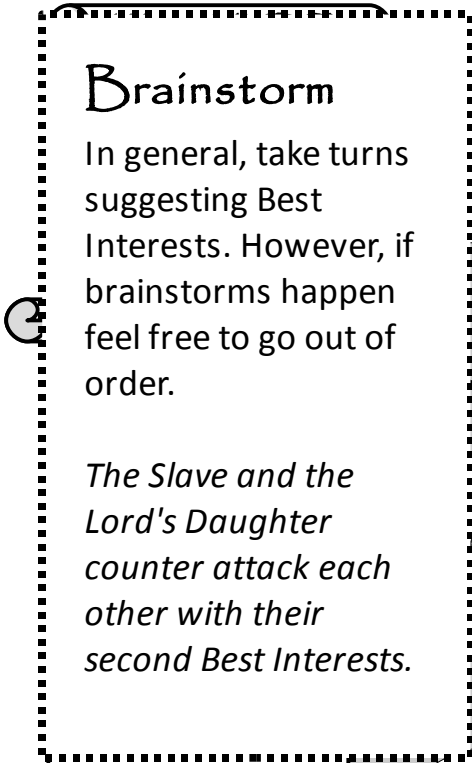 Brainstorm
In general, take turns
suggesting Best
Interests. However, if
brainstorms happen
feel free to go out of
order.
The Slave and the
Lord's Daughter
counter attack each
other with their
second Best Interests.